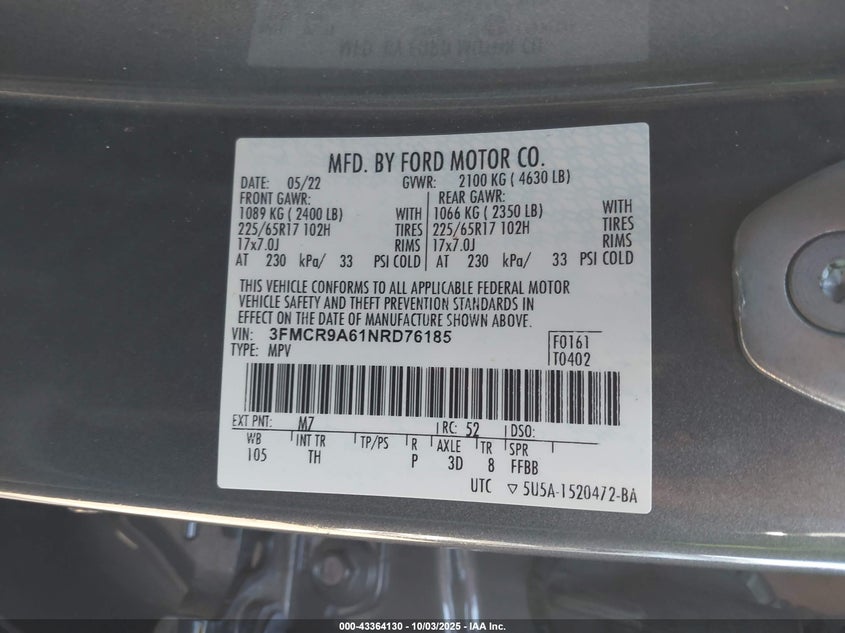 MFD. BY FORD MOTOR CO.
DATE: 05/22 GVWR: 2100 KG ( 4630 LB)
FRONT GAWR: REAR GAWR:
1089 KG ( 2400 LB) WITH 1066 KG ( 2350 LB) WITH
225/65R17 102H TIRES 225/65R17 102H TIRES
17x7.0J RIMS 17x7.0J RIMS
AT 230 kPa/ 33 PSI COLD AT 230 kPa/ 33 PSI COLD
THIS VEHICLE CONFORMS TO ALL APPLICABLE FEDERAL MOTOR
VEHICLE SAFETY AND THEFT PREVENTION STANDARDS IN
EFFECT ON THE DATE OF MANUFACTURE SHOWN ABOVE.
VIN: 3FMCR9A61NRD76185 F0161
TYPE: MPV T0402
EXT PNT: M7 RC: 52 DSO:
WB INT TR TP/PS R AXLE TR SPR
105 TH P 3D 8 FFBB
UTC ▽ 5U5A-1520472-BA
000-43364130 - 10/03/2025 - IAA Inc.